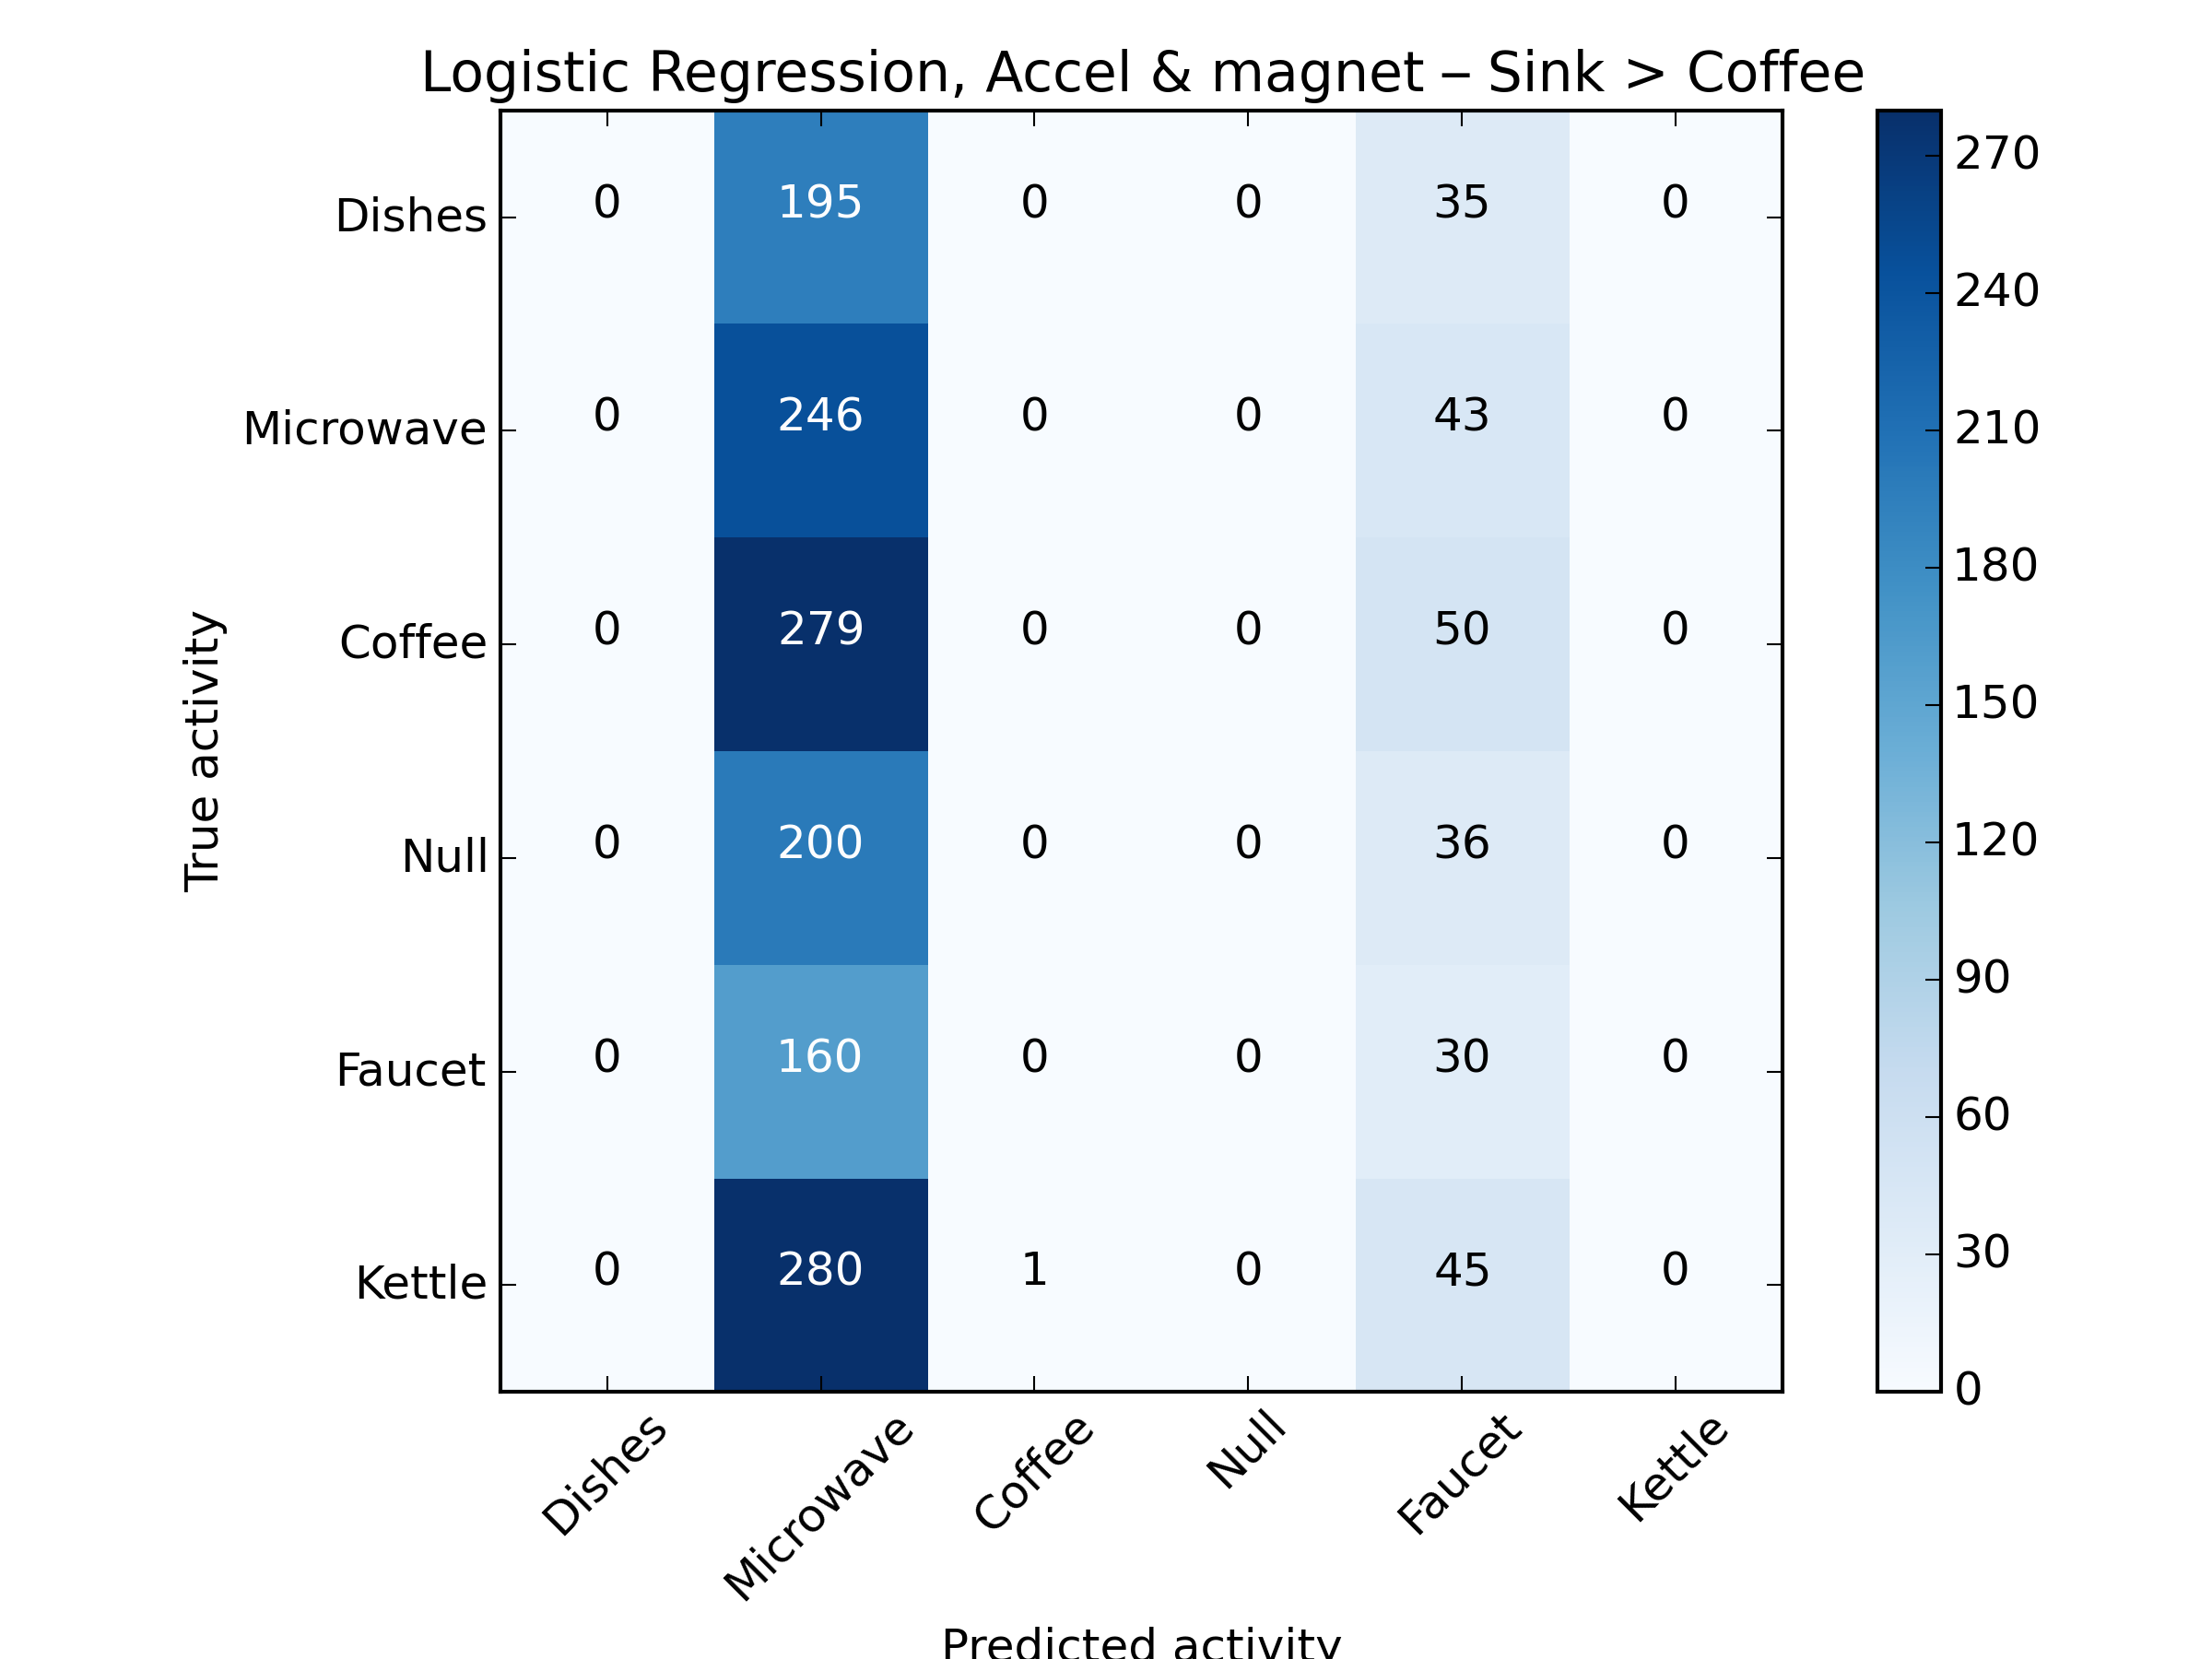 Logistic Regression, Accel & magnet – Sink > Coffee
Dishes 0 195 0 0 35 0
Microwave 0 246 0 0 43 0
Coffee 0 279 0 0 50 0
Null 0 200 0 0 36 0
Faucet 0 160 0 0 30 0
Kettle 0 280 1 0 45 0
True activity
Dishes Microwave Coffee Null Faucet Kettle
Predicted activity
270
240
210
180
150
120
90
60
30
0